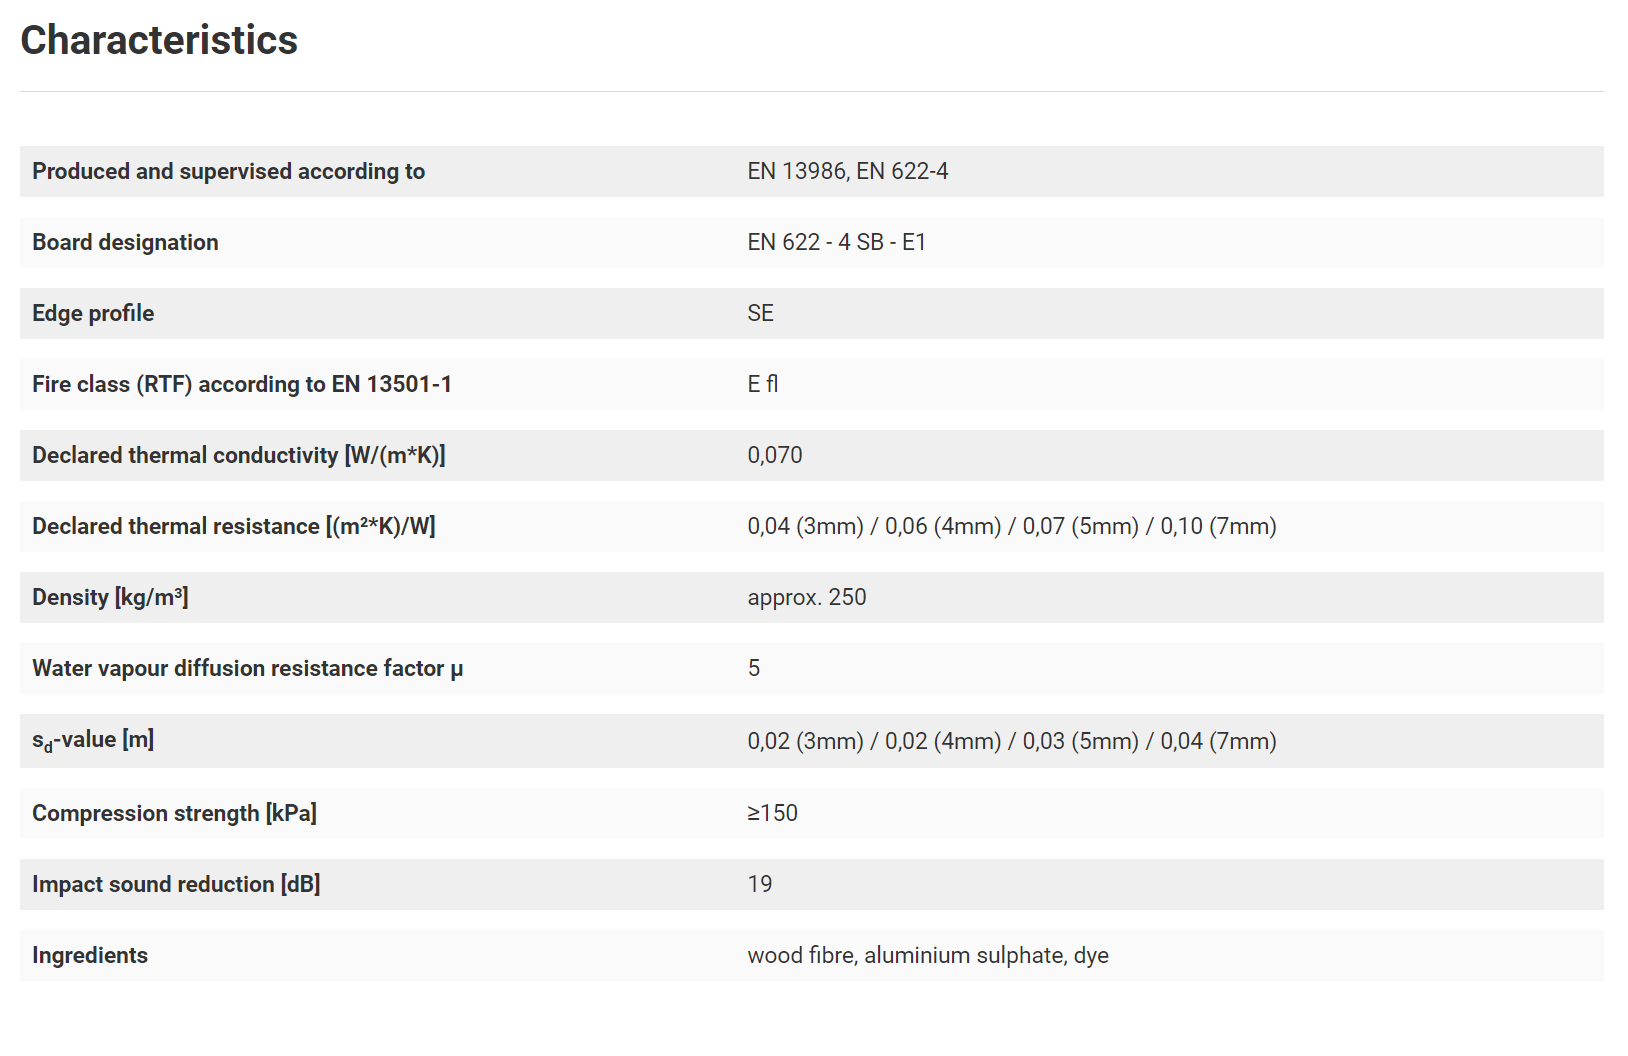 Characteristics
Produced and supervised according to EN 13986, EN 622-4
Board designation EN 622 - 4 SB - E1
Edge profile SE
Fire class (RTF) according to EN 13501-1 E fl
Declared thermal conductivity [W/(m*K)] 0,070
Declared thermal resistance [(m²*K)/W] 0,04 (3mm) / 0,06 (4mm) / 0,07 (5mm) / 0,10 (7mm)
Density [kg/m³] approx. 250
Water vapour diffusion resistance factor µ 5
sd-value [m] 0,02 (3mm) / 0,02 (4mm) / 0,03 (5mm) / 0,04 (7mm)
Compression strength [kPa] ≥150
Impact sound reduction [dB] 19
Ingredients wood fibre, aluminium sulphate, dye